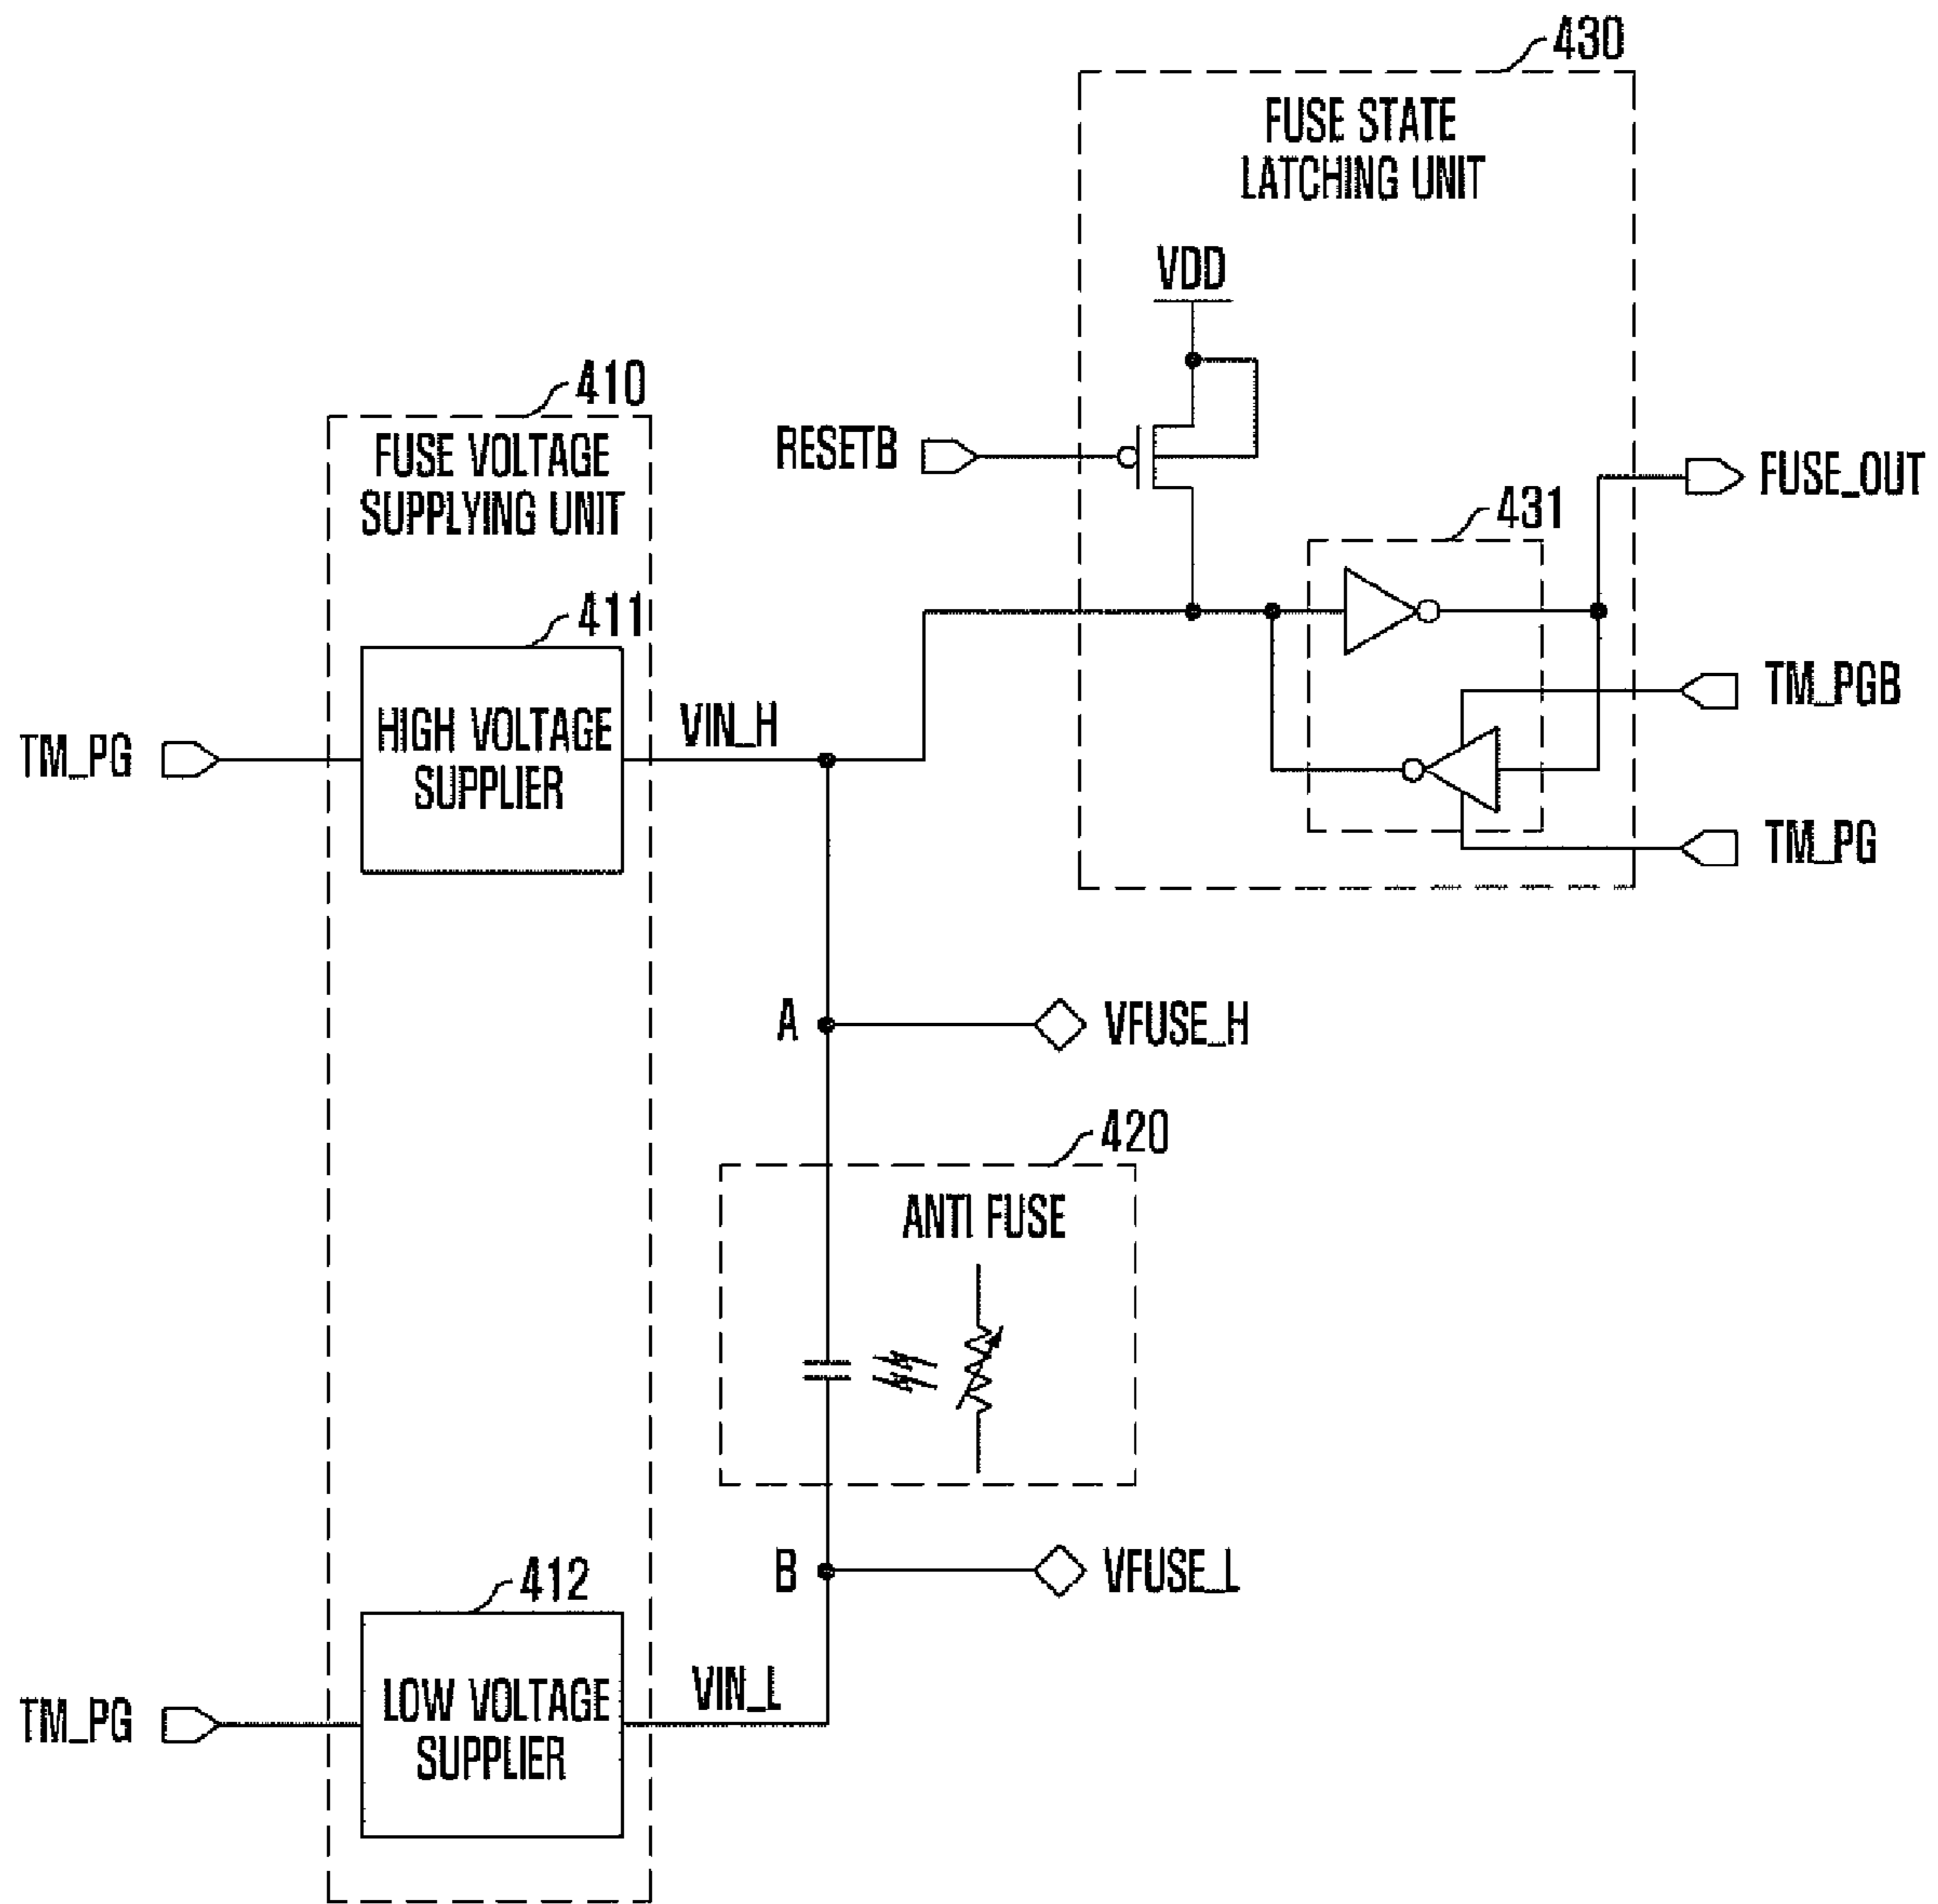 430
FUSE STATE
LATCHING UNIT
VDD
410
FUSE VOLTAGE
SUPPLYING UNIT
RESETB
FUSE_OUT
431
411
HIGH VOLTAGE
SUPPLIER
TM_PG
VIN_H
TM_PGB
TM_PG
A
VFUSE_H
420
ANTI FUSE
B
VFUSE_L
412
LOW VOLTAGE
SUPPLIER
TM_PG
VIN_L